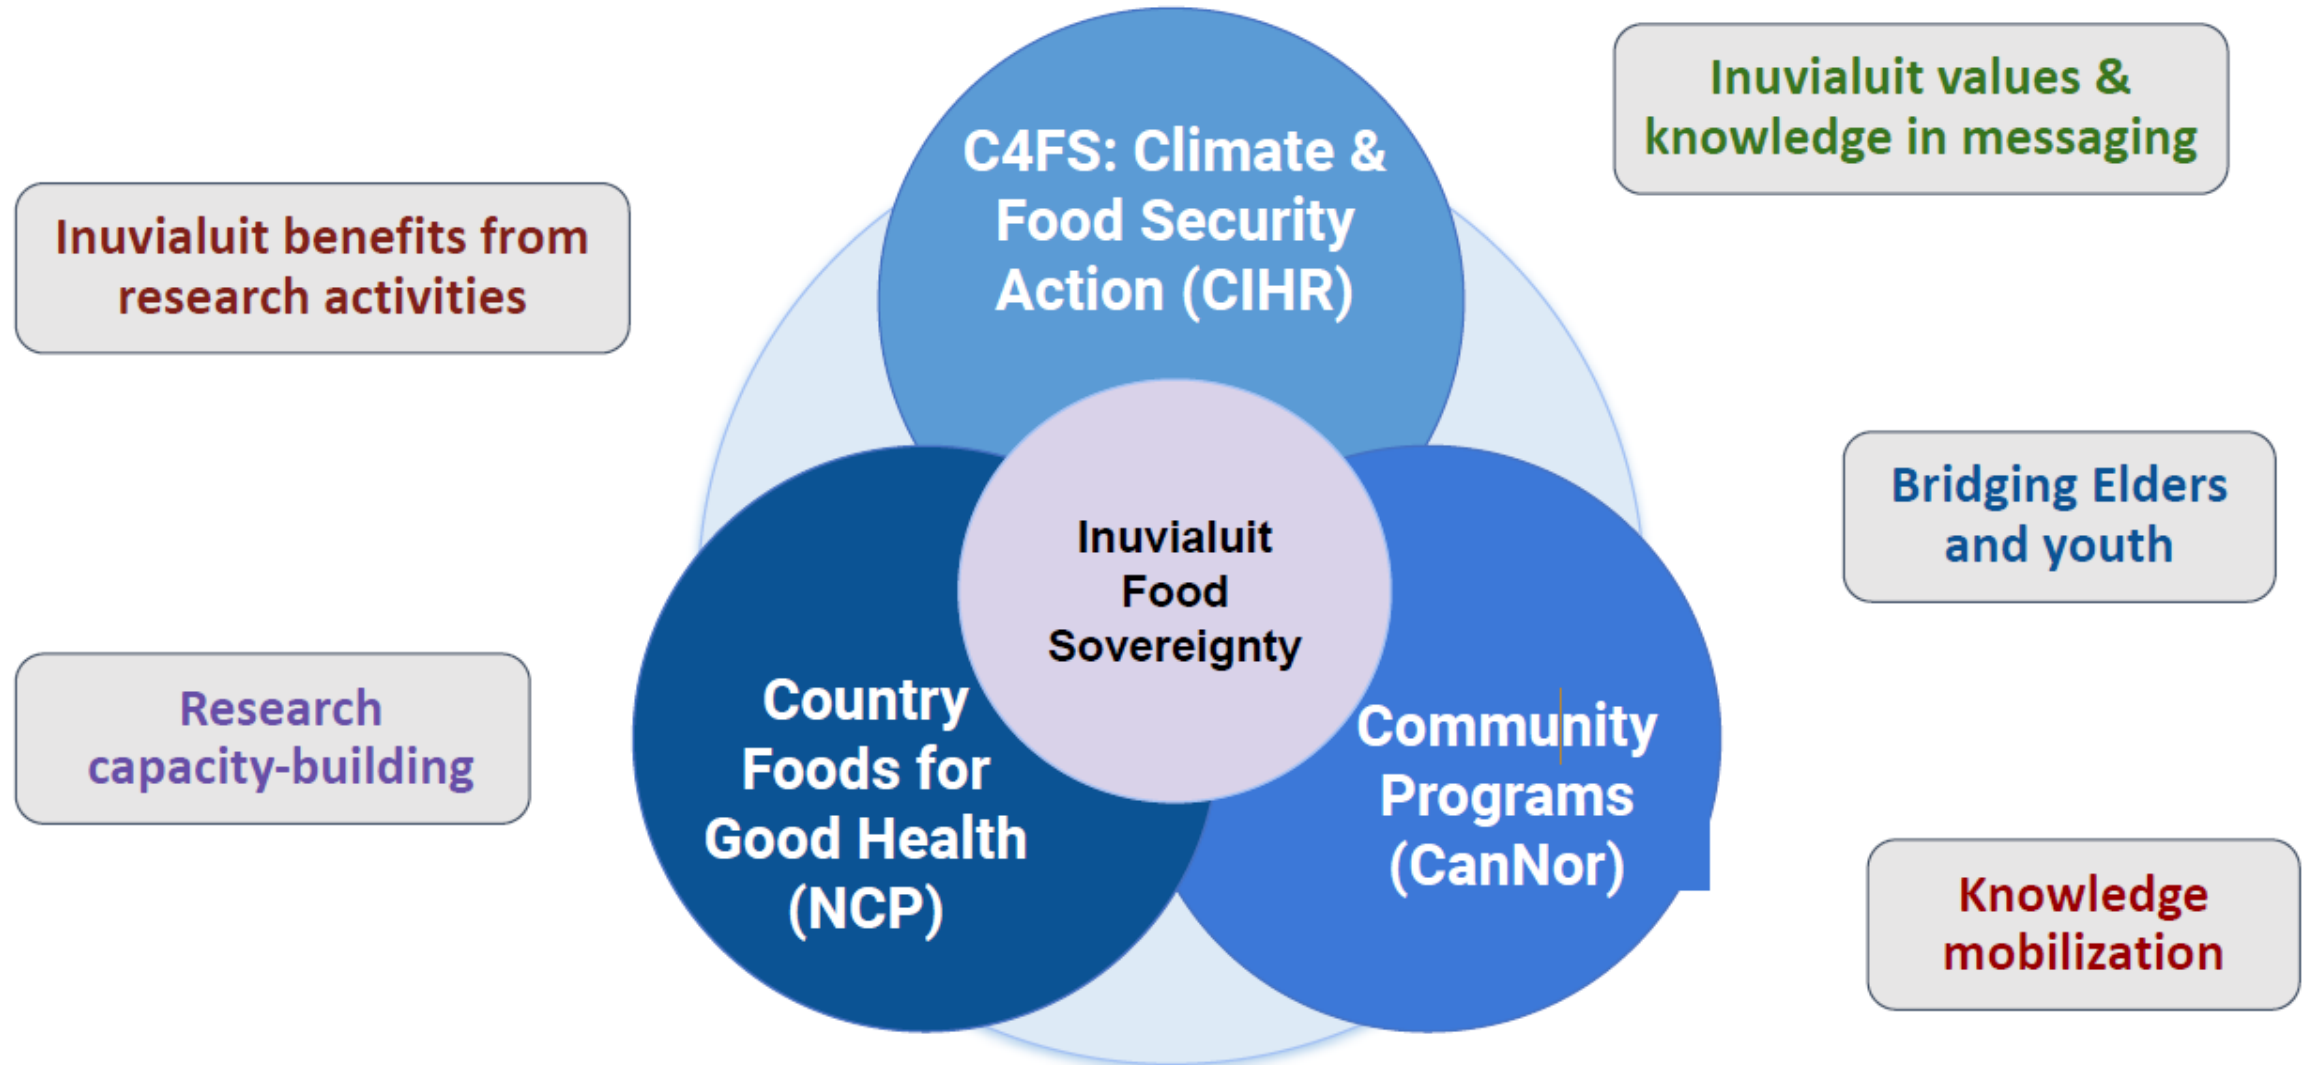 Inuvialuit benefits from
research activities
Research
capacity-building
C4FS: Climate &
Food Security
Action (CIHR)
Inuvialuit
Food
Sovereignty
Country
Foods for
Good Health
(NCP)
Community
Programs
(CanNor)
Inuvialuit values &
knowledge in messaging
Bridging Elders
and youth
Knowledge
mobilization